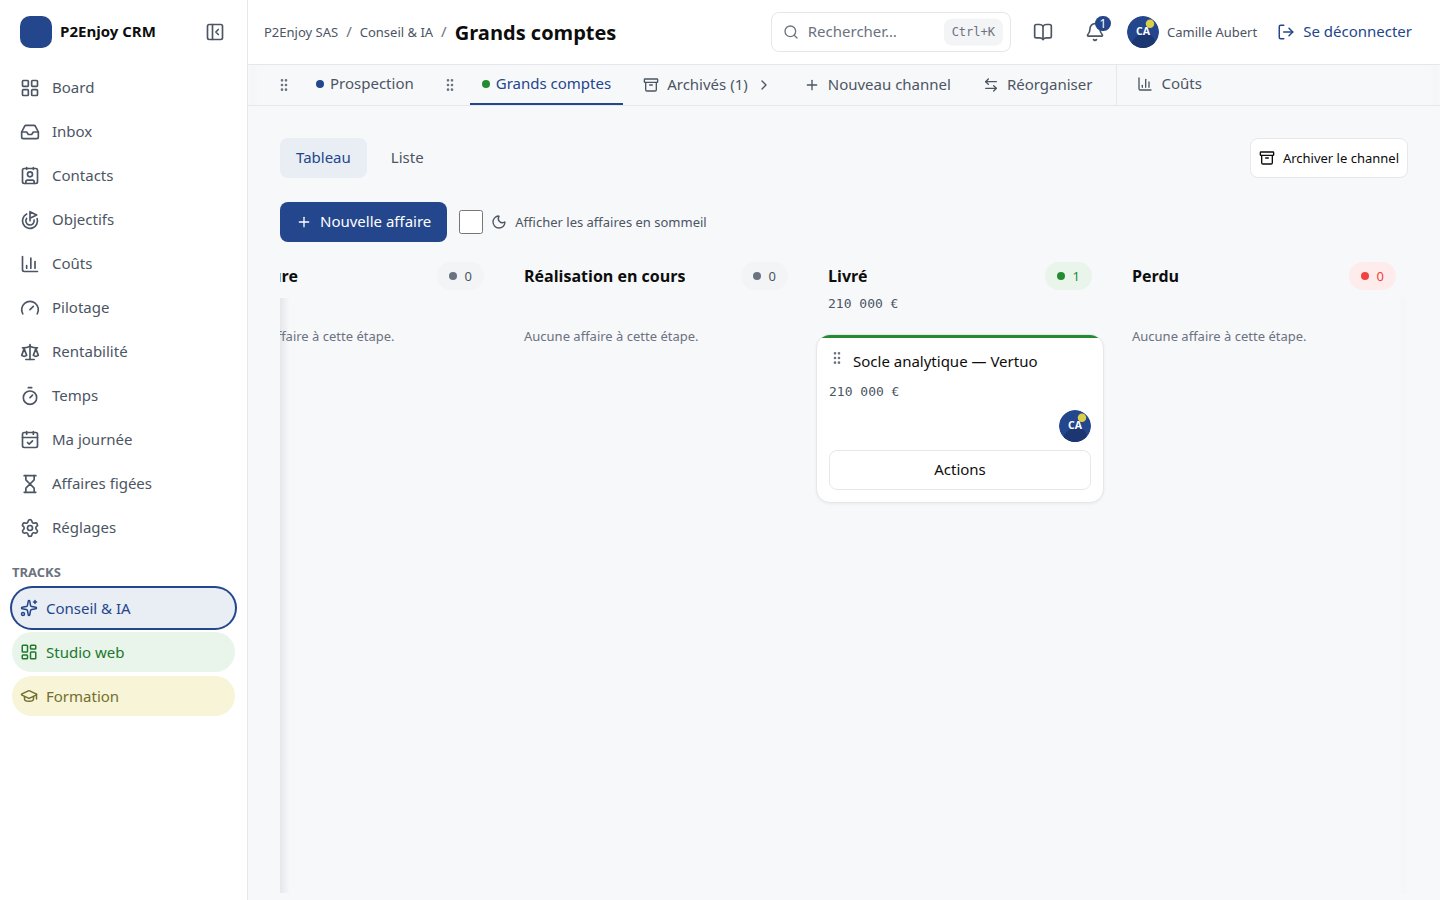 P2Enjoy CRM
Board
Inbox
Contacts
Objectifs
Coûts
Pilotage
Rentabilité
Temps
Ma journée
Affaires figées
Réglages
TRACKS
Conseil & IA
Studio web
Formation
P2Enjoy SAS / Conseil & IA / Grands comptes
Rechercher... Ctrl+K
1
CA Camille Aubert
Se déconnecter
Prospection
Grands comptes
Archivés (1)
Nouveau channel
Réorganiser
Coûts
Tableau
Liste
Archiver le channel
Nouvelle affaire
Afficher les affaires en sommeil
re 0
faire à cette étape.
Réalisation en cours 0
Aucune affaire à cette étape.
Livré 1
210 000 €
Socle analytique — Vertuo
210 000 €
CA
Actions
Perdu 0
Aucune affaire à cette étape.